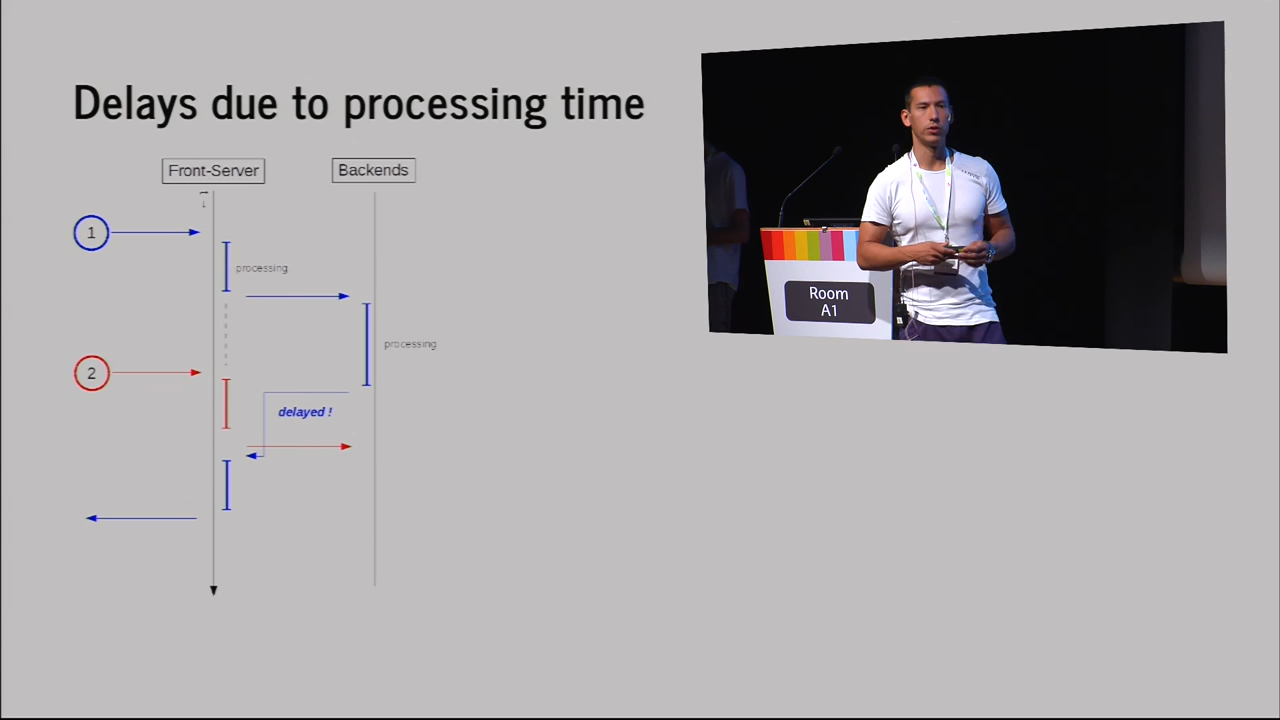 Delays due to processing time
Front-Server
Backends
1
processing
processing
2
delayed !
Room
A1